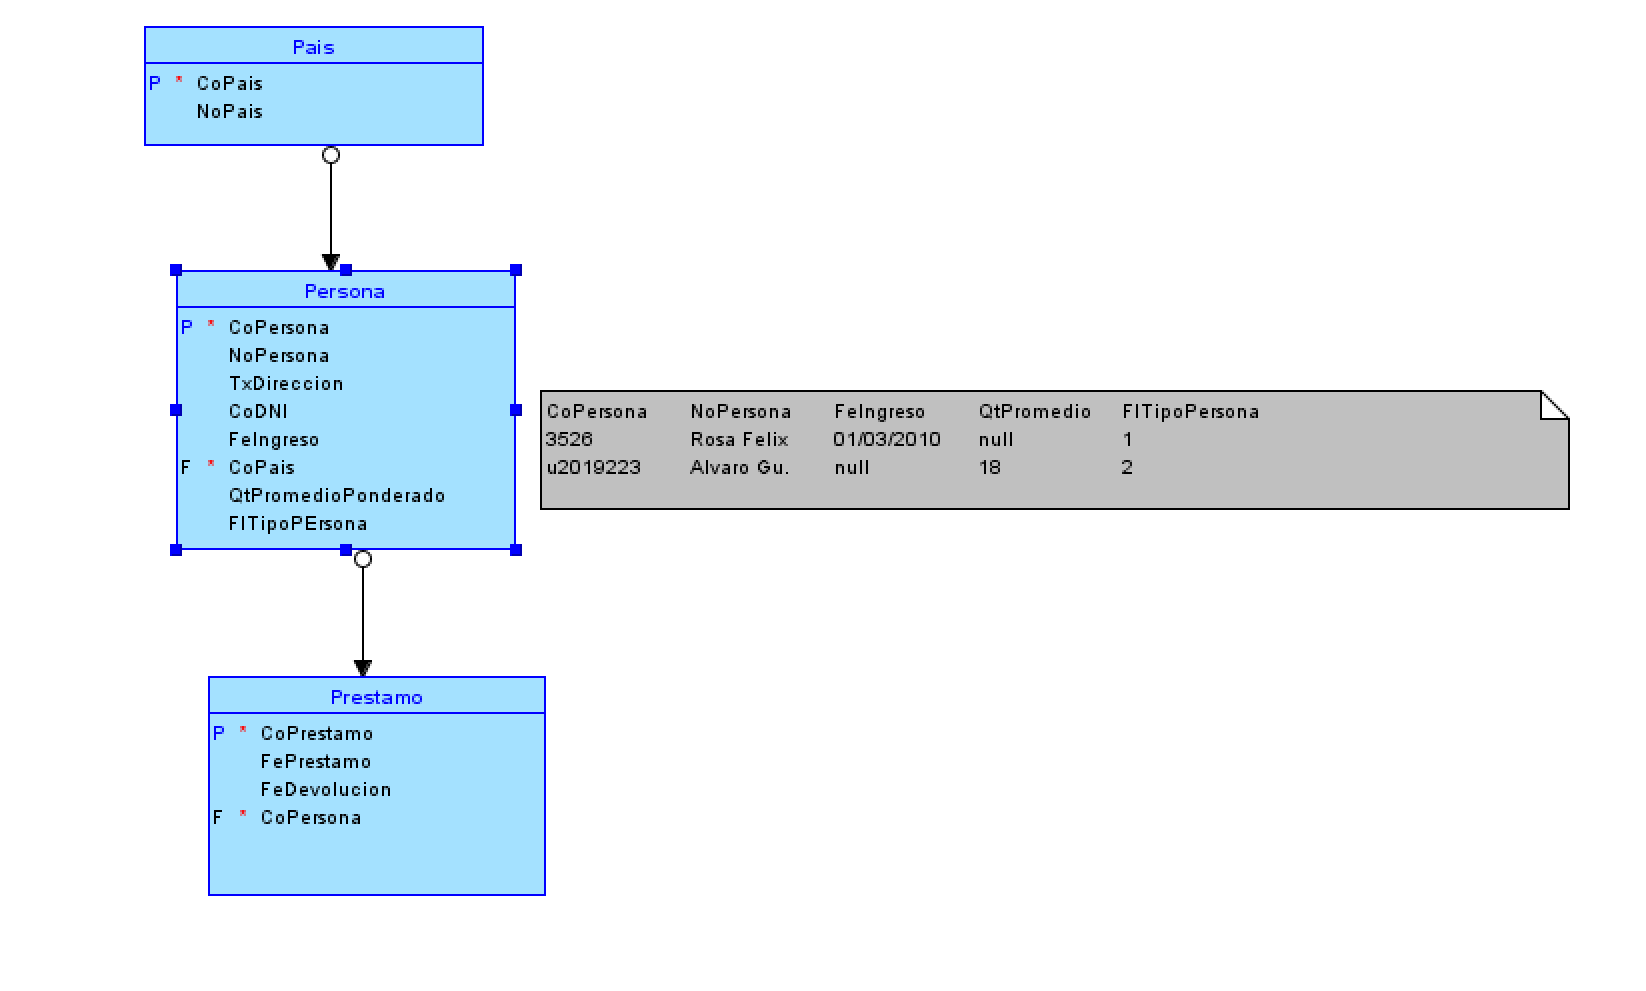 Pais
P * CoPais
NoPais
Persona
P * CoPersona
NoPersona
TxDireccion
CoDNI
FeIngreso
F * CoPais
QtPromedioPonderado
FlTipoPErsona
CoPersona NoPersona FeIngreso QtPromedio FlTipoPersona
3526 Rosa Felix 01/03/2010 null 1
u2019223 Alvaro Gu. null 18 2
Prestamo
P * CoPrestamo
FePrestamo
FeDevolucion
F * CoPersona